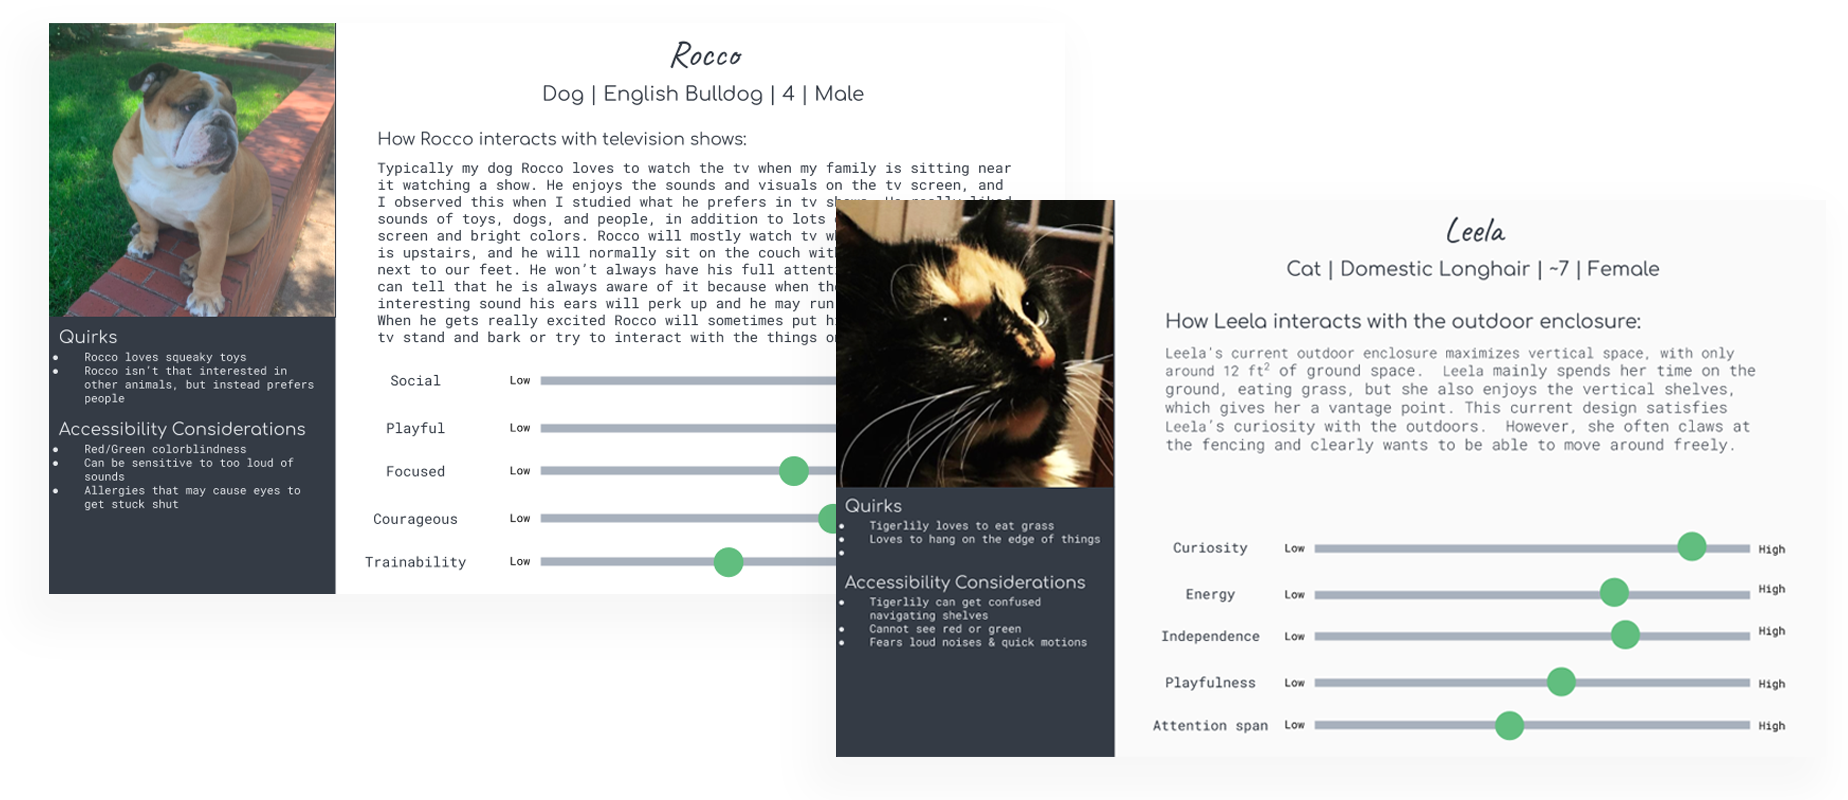 Rocco
Dog | English Bulldog | 4 | Male
How Rocco interacts with television shows:
Typically my dog Rocco loves to watch the tv when my family is sitting near
it watching a show. He enjoys the sounds and visuals on the tv screen, and
I observed this when I studied what he prefers in tv shows. He really liked
sounds of toys, dogs, and people, in addition to lots
screen and bright colors. Rocco will mostly watch tv
is upstairs, and he will normally sit on the couch
next to our feet. He won't always have his full
can tell that he is always aware of it because when
interesting sound his ears will perk up and he may run
When he gets really excited Rocco will sometimes put
tv stand and bark or try to interact with the things
Social Low
Playful Low
Focused Low
Courageous Low
Trainability Low
Quirks
• Rocco loves squeaky toys
• Rocco isn't that interested in
other animals, but instead prefers
people
Accessibility Considerations
• Red/Green colorblindness
• Can be sensitive to too loud of
sounds
• Allergies that may cause eyes to
get stuck shut
Leela
Cat | Domestic Longhair | ~7 | Female
How Leela interacts with the outdoor enclosure:
Leela's current outdoor enclosure maximizes vertical space, with only
around 12 ft² of ground space. Leela mainly spends her time on the
ground, eating grass, but she also enjoys the vertical shelves,
which gives her a vantage point. This current design satisfies
Leela's curiosity with the outdoors. However, she often claws at
the fencing and clearly wants to be able to move around freely.
Curiosity Low High
Energy Low High
Independence Low High
Playfulness Low High
Attention span Low High
Quirks
• Tigerlily loves to eat grass
• Loves to hang on the edge of things
•
Accessibility Considerations
• Tigerlily can get confused
navigating shelves
• Cannot see red or green
• Fears loud noises & quick motions